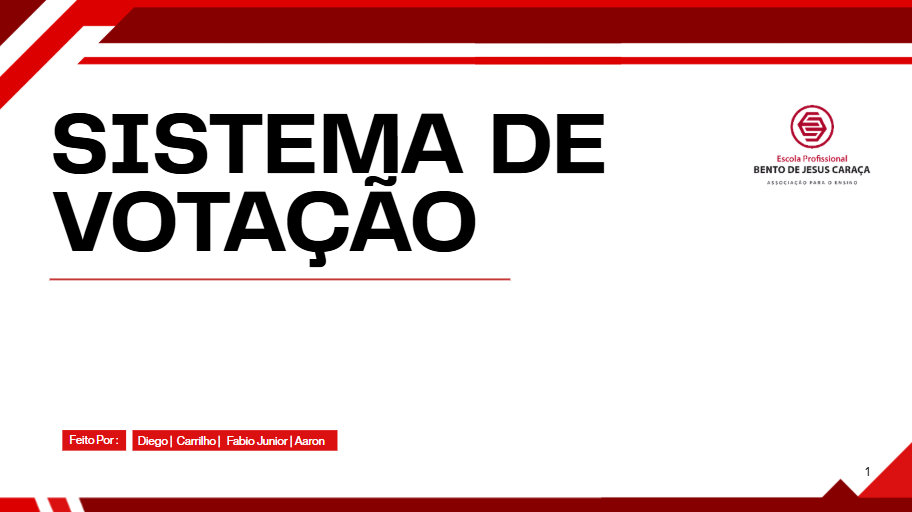 SISTEMA DE
VOTAÇÃO
Escola Profissional
BENTO DE JESUS CARAÇA
ASSOCIAÇÃO PARA O ENSINO
Feito Por : Diego | Carrilho | Fabio Junior | Aaron
1